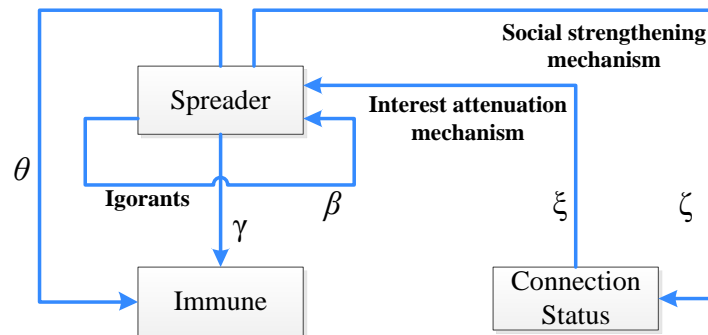 Social strengthening
mechanism
Spreader
Interest attenuation
mechanism
θ
Igorants
β
ξ
ζ
γ
Immune
Connection
Status